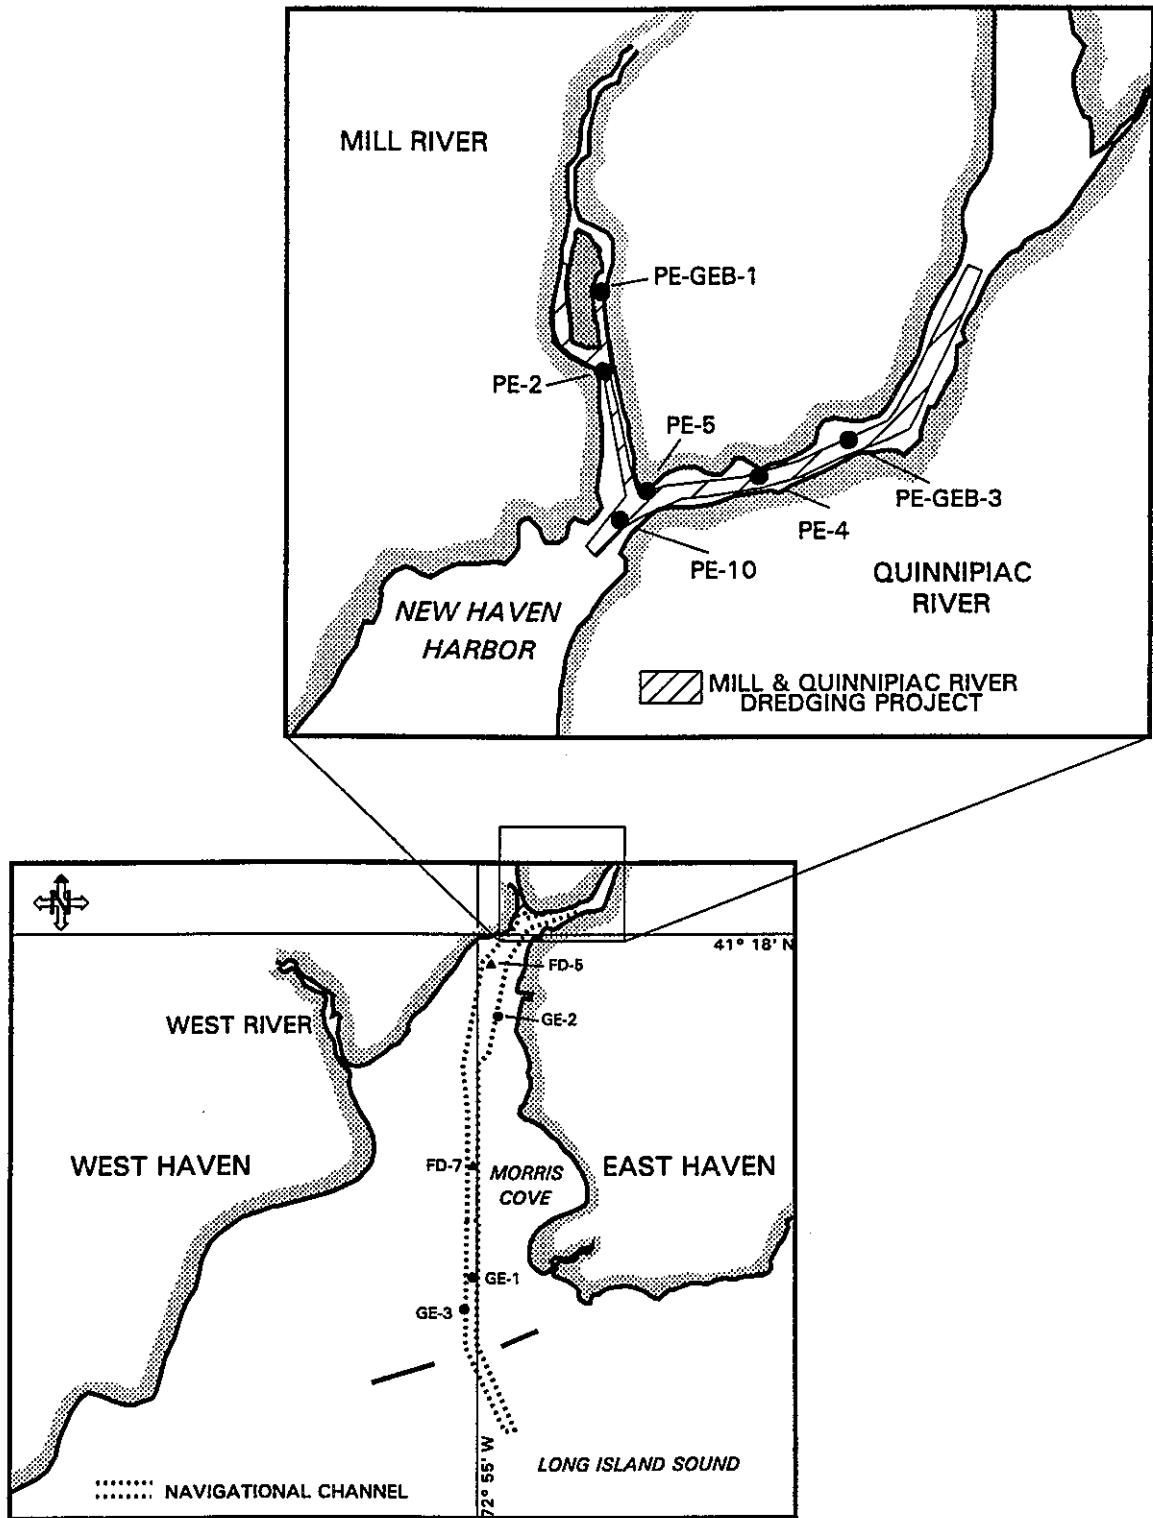 MILL RIVER
PE-GEB-1
PE-2
PE-5
PE-GEB-3
PE-4
PE-10
QUINNIPIAC
RIVER
NEW HAVEN
HARBOR
MILL & QUINNIPIAC RIVER
DREDGING PROJECT
N
41° 18' N
FD-5
WEST RIVER
GE-2
WEST HAVEN
FD-7
MORRIS
COVE
EAST HAVEN
GE-1
GE-3
72° 55' W
LONG ISLAND SOUND
NAVIGATIONAL CHANNEL